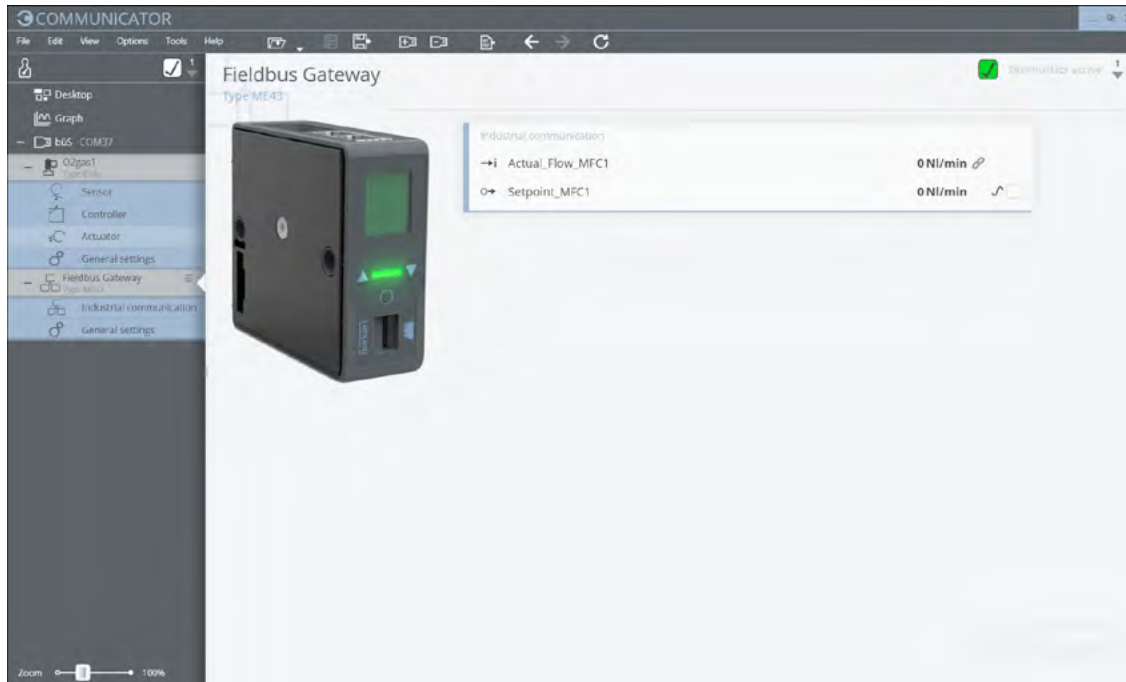 COMMUNICATOR
File Edit View Options Tools Help
1
Desktop
Graph
büS COM37
O2gas1
Sensor
Controller
Actuator
General settings
Fieldbus Gateway
Industrial communication
General settings
Zoom 100%
Fieldbus Gateway
Type ME43
Diagnostics active 1
Industrial communication
Actual_Flow_MFC1 0 Nl/min
Setpoint_MFC1 0 Nl/min